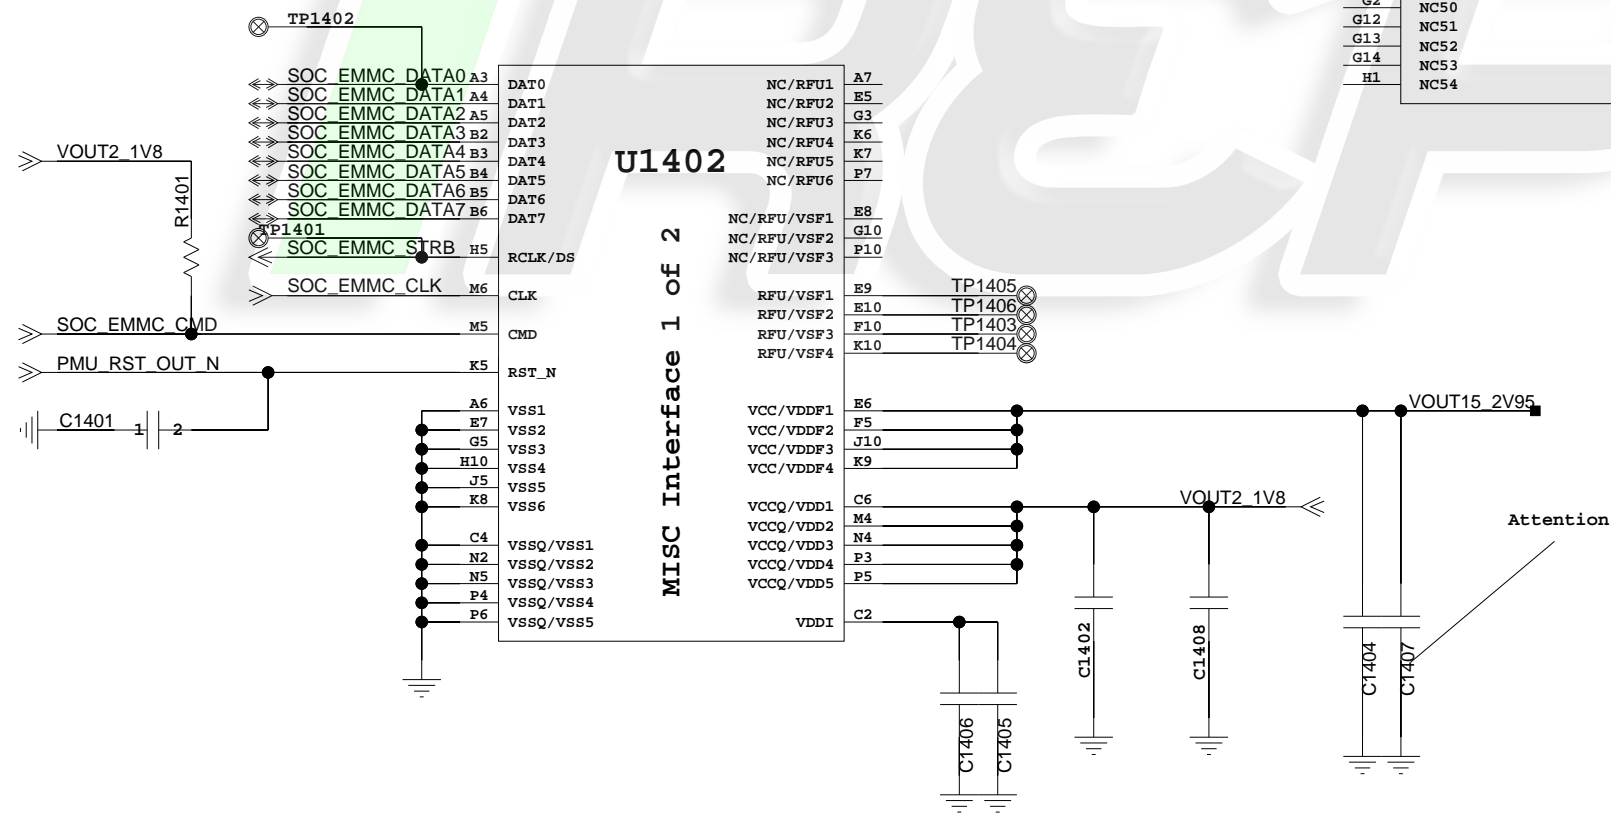 TP1402
G2 NC50
G12 NC51
G13 NC52
G14 NC53
H1 NC54
SOC_EMMC_DATA0 A3 DAT0
SOC_EMMC_DATA1 A4 DAT1
SOC_EMMC_DATA2 A5 DAT2
SOC_EMMC_DATA3 B2 DAT3
SOC_EMMC_DATA4 B3 DAT4
SOC_EMMC_DATA5 B4 DAT5
SOC_EMMC_DATA6 B5 DAT6
SOC_EMMC_DATA7 B6 DAT7
TP1401
SOC_EMMC_STRB H5 RCLK/DS
SOC_EMMC_CLK M6 CLK
VOUT2_1V8
R1401
SOC_EMMC_CMD M5 CMD
PMU_RST_OUT_N K5 RST_N
C1401 1 2
A6 VSS1
E7 VSS2
G5 VSS3
H10 VSS4
J5 VSS5
K8 VSS6
C4 VSSQ/VSS1
N2 VSSQ/VSS2
N5 VSSQ/VSS3
P4 VSSQ/VSS4
P6 VSSQ/VSS5
U1402
MISC Interface 1 of 2
NC/RFU1 A7
NC/RFU2 E5
NC/RFU3 G3
NC/RFU4 K6
NC/RFU5 K7
NC/RFU6 P7
NC/RFU/VSF1 E8
NC/RFU/VSF2 G10
NC/RFU/VSF3 P10
RFU/VSF1 E9 TP1405
RFU/VSF2 E10 TP1406
RFU/VSF3 F10 TP1403
RFU/VSF4 K10 TP1404
VCC/VDDF1 E6 VOUT15_2V95
VCC/VDDF2 F5
VCC/VDDF3 J10
VCC/VDDF4 K9
VCCQ/VDD1 C6 VOUT2_1V8
VCCQ/VDD2 M4
VCCQ/VDD3 N4
VCCQ/VDD4 P3
VCCQ/VDD5 P5
VDDI C2
Attention
C1402
C1408
C1404
C1407
C1406
C1405